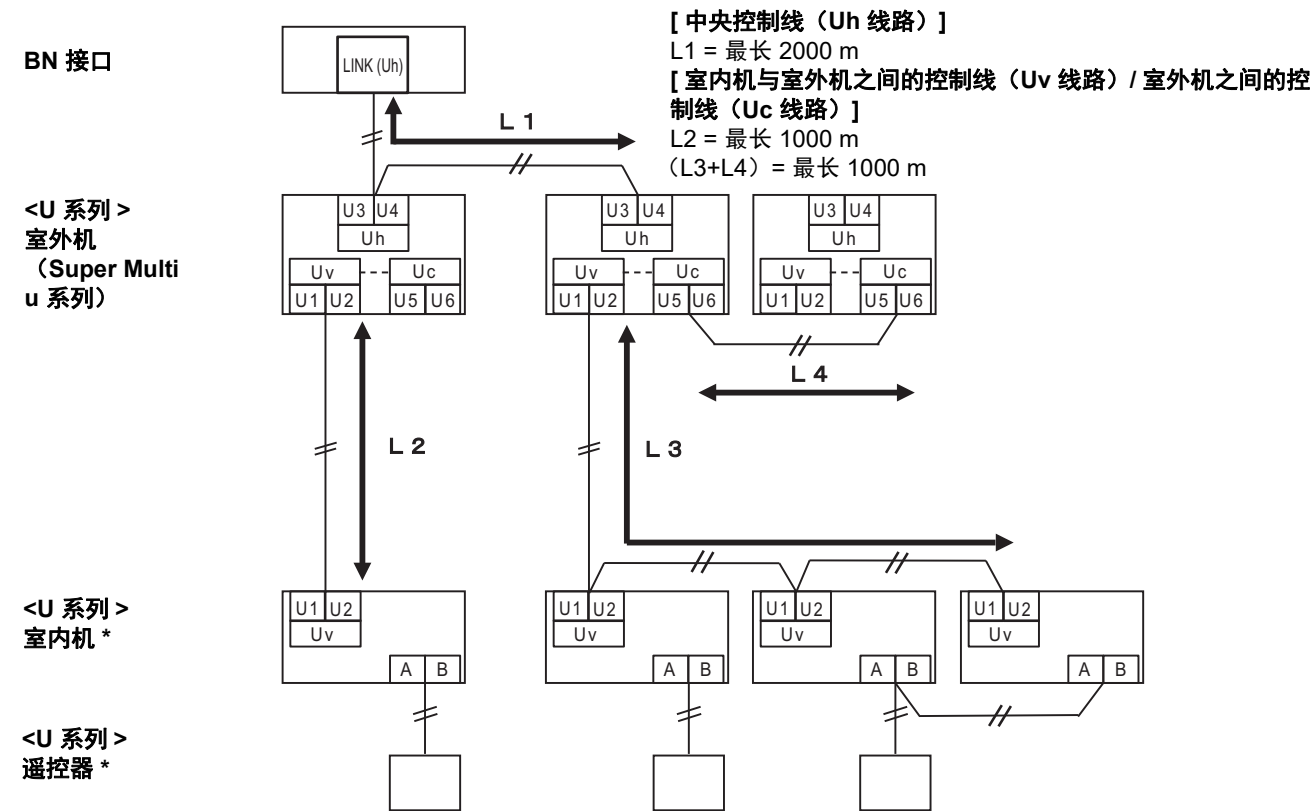 [ 中央控制线（Uh 线路）]
L1 = 最长 2000 m
[ 室内机与室外机之间的控制线（Uv 线路）/ 室外机之间的控
制线（Uc 线路）]
L2 = 最长 1000 m
（L3+L4）= 最长 1000 m
BN 接口
LINK (Uh)
L 1
<U 系列 >
室外机
（Super Multi
u 系列）
U3 U4
Uh
Uv Uc
U1 U2 U5 U6
U3 U4
Uh
Uv Uc
U1 U2 U5 U6
U3 U4
Uh
Uv Uc
U1 U2 U5 U6
L 4
L 2
L 3
<U 系列 >
室内机 *
U1 U2
Uv
A B
U1 U2
Uv
A B
U1 U2
Uv
A B
U1 U2
Uv
A B
<U 系列 >
遥控器 *